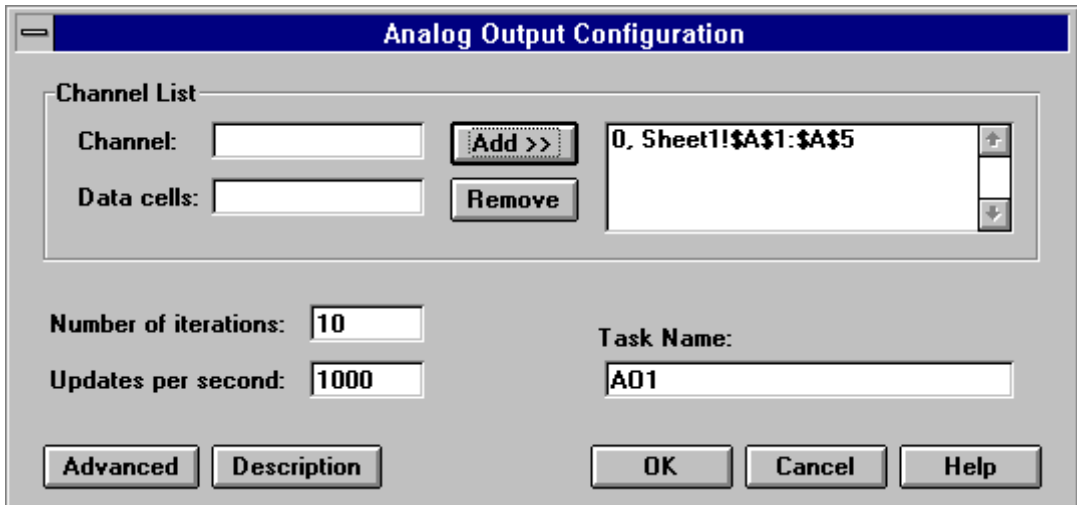 Analog Output Configuration
Channel List
Channel:
Add >>
0, Sheet1!$A$1:$A$5
Data cells:
Remove
Number of iterations: 10
Task Name:
Updates per second: 1000
AO1
Advanced
Description
OK
Cancel
Help